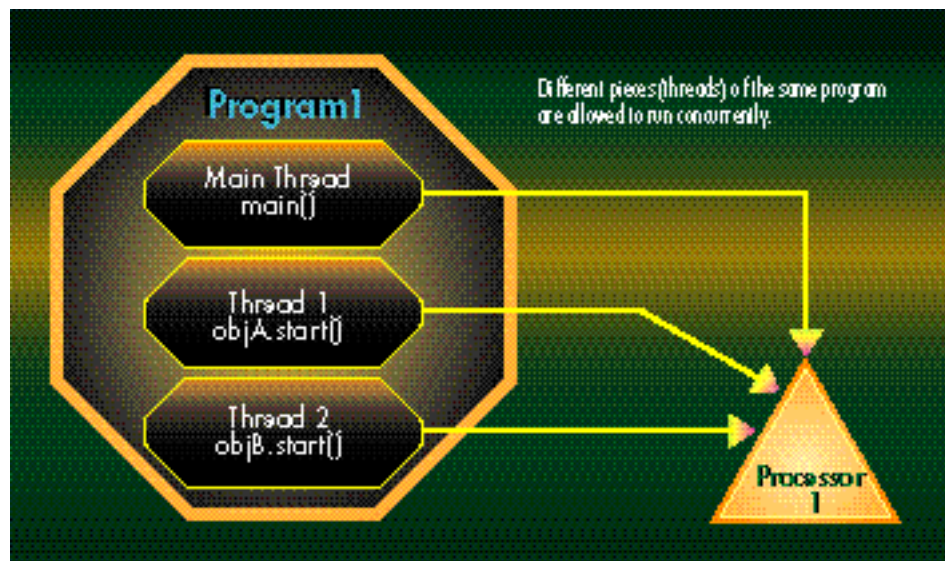 Program1
Different pieces(threads) of the same program
are allowed to run concurrently.
Main Thread
main()
Thread 1
objA.start()
Thread 2
objB.start()
Processor
1